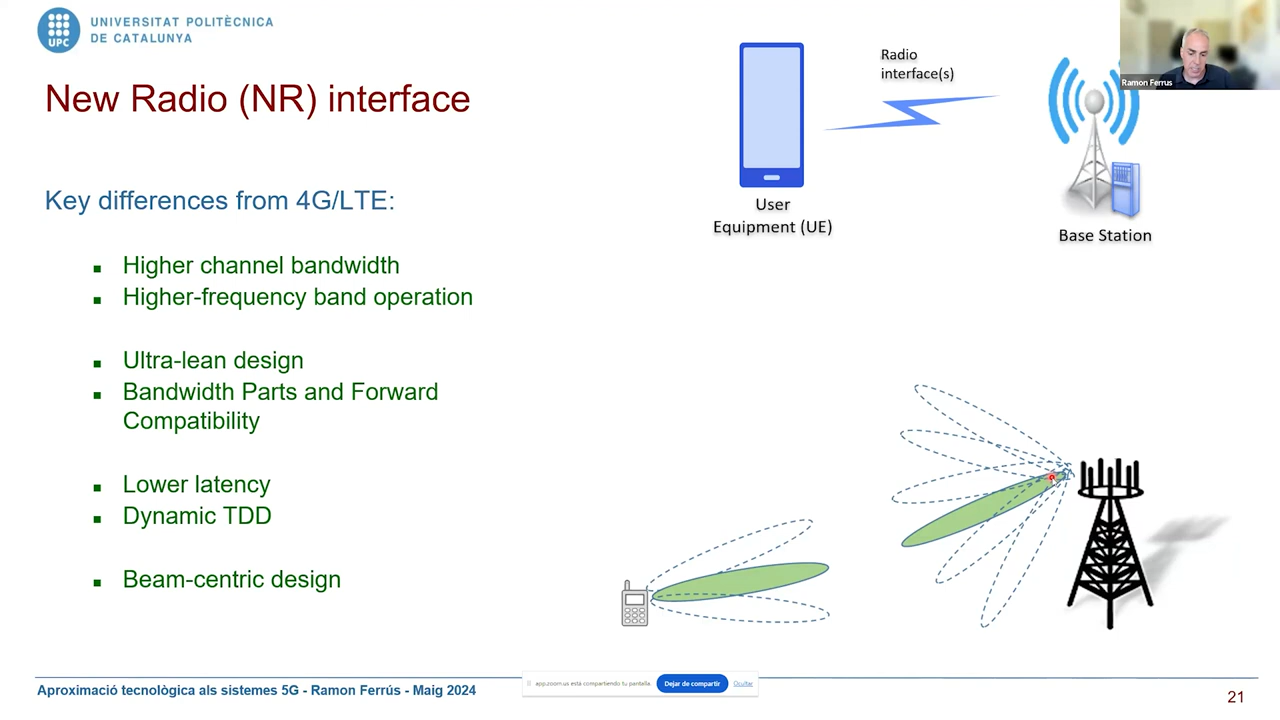 UPC
UNIVERSITAT POLITÈCNICA
DE CATALUNYA
New Radio (NR) interface
Key differences from 4G/LTE:
▪ Higher channel bandwidth
▪ Higher-frequency band operation
▪ Ultra-lean design
▪ Bandwidth Parts and Forward
Compatibility
▪ Lower latency
▪ Dynamic TDD
▪ Beam-centric design
Radio
interface(s)
User
Equipment (UE)
Base Station
Ramon Ferrus
Aproximació tecnològica als sistemes 5G - Ramon Ferrús - Maig 2024
app.zoom.us está compartiendo tu pantalla.
Dejar de compartir
Ocultar
21